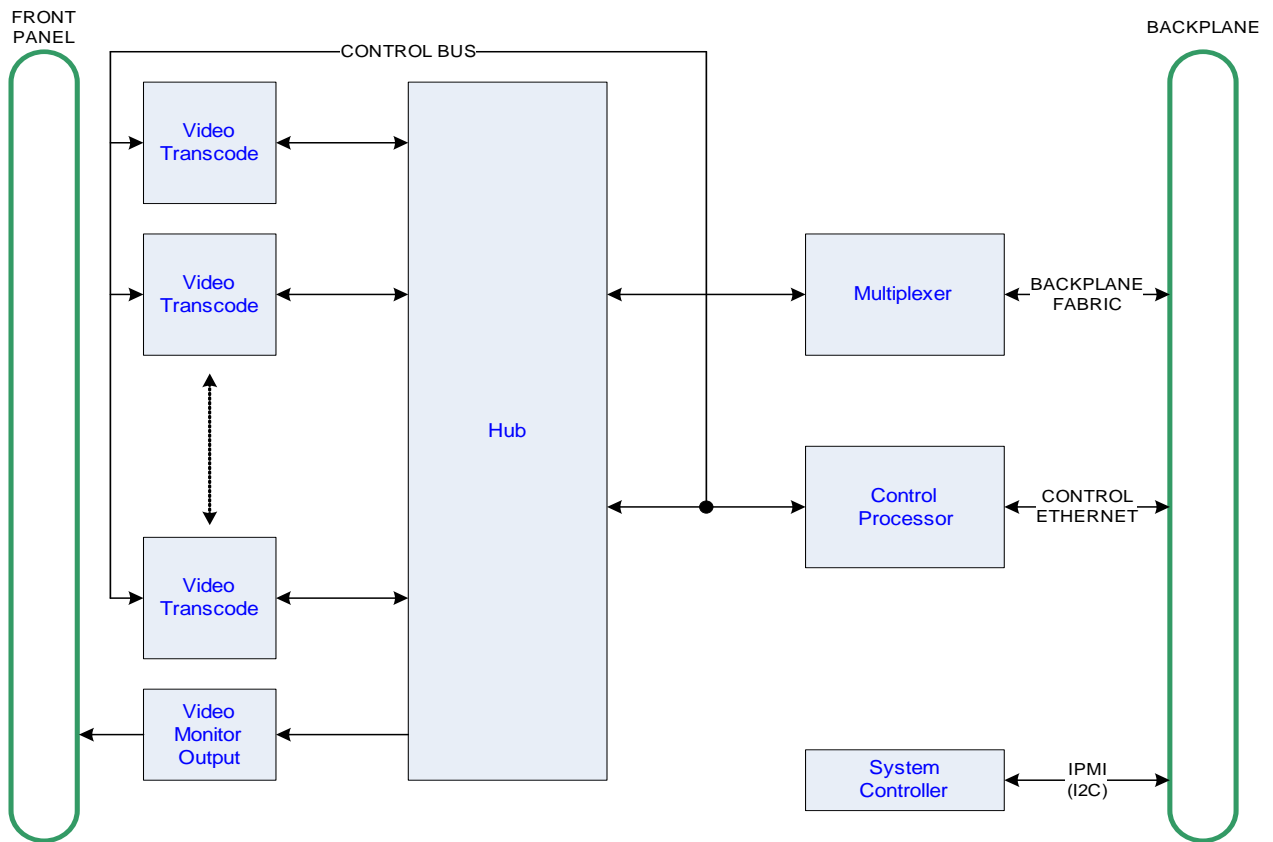 FRONT
PANEL
BACKPLANE
CONTROL BUS
Video
Transcode
Video
Transcode
Multiplexer
BACKPLANE
FABRIC
Hub
Control
Processor
CONTROL
ETHERNET
Video
Transcode
Video
Monitor
Output
System
Controller
IPMI
(I2C)